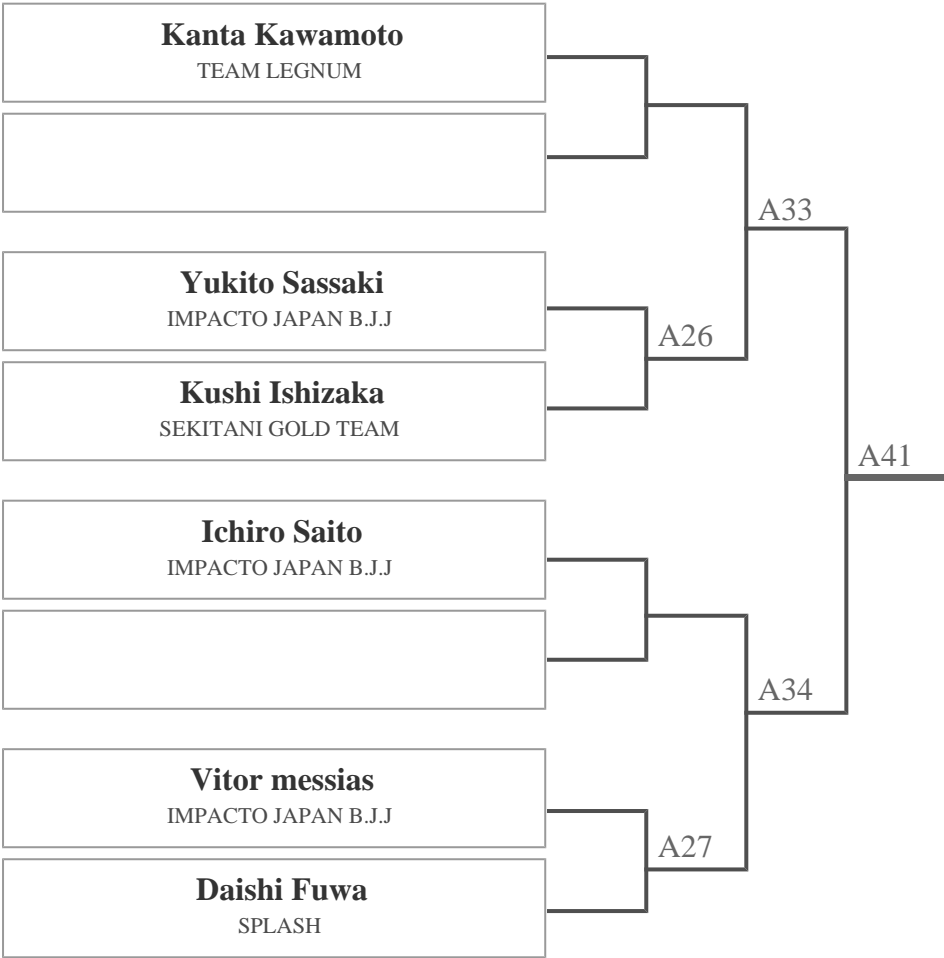 Kanta Kawamoto
TEAM LEGNUM
A33
Yukito Sassaki
IMPACTO JAPAN B.J.J
A26
Kushi Ishizaka
SEKITANI GOLD TEAM
A41
Ichiro Saito
IMPACTO JAPAN B.J.J
A34
Vitor messias
IMPACTO JAPAN B.J.J
A27
Daishi Fuwa
SPLASH